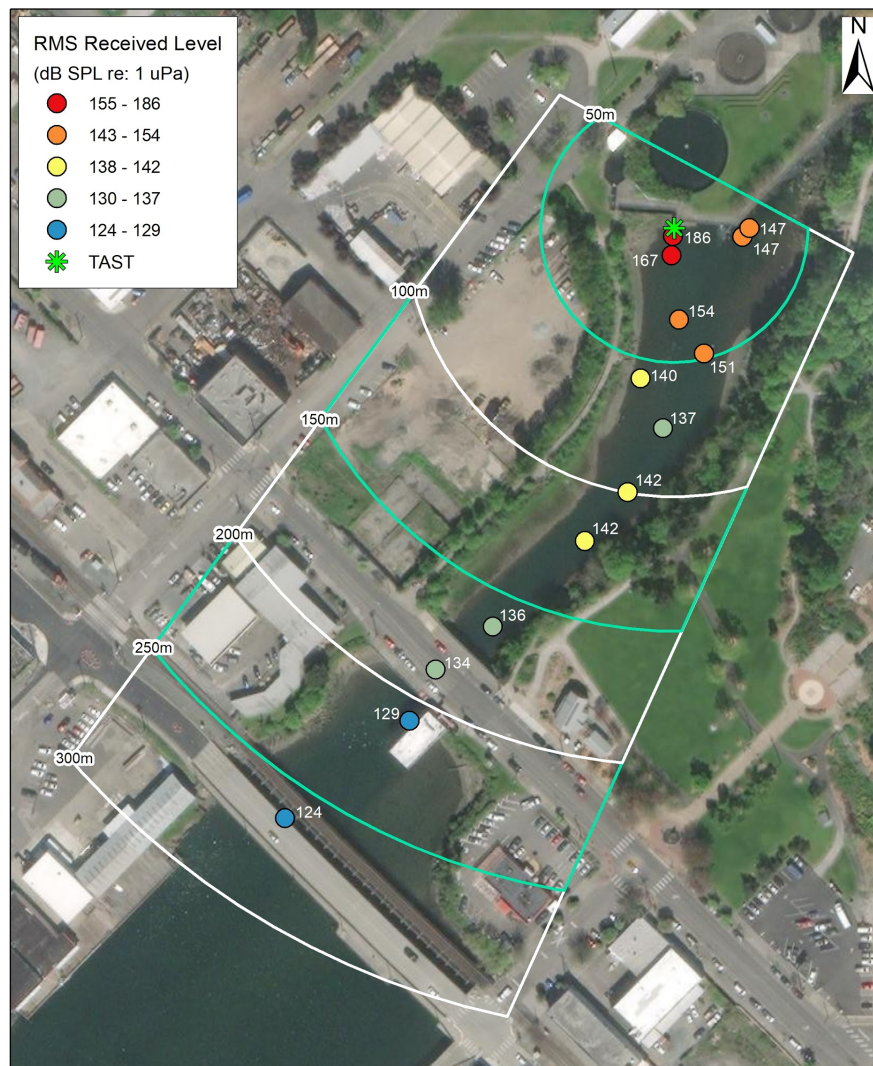 RMS Received Level
(dB SPL re: 1 uPa)
155 - 186
143 - 154
138 - 142
130 - 137
124 - 129
TAST
N
50m
186
147
147
167
100m
154
151
140
150m
137
142
200m
142
136
250m
134
129
300m
124